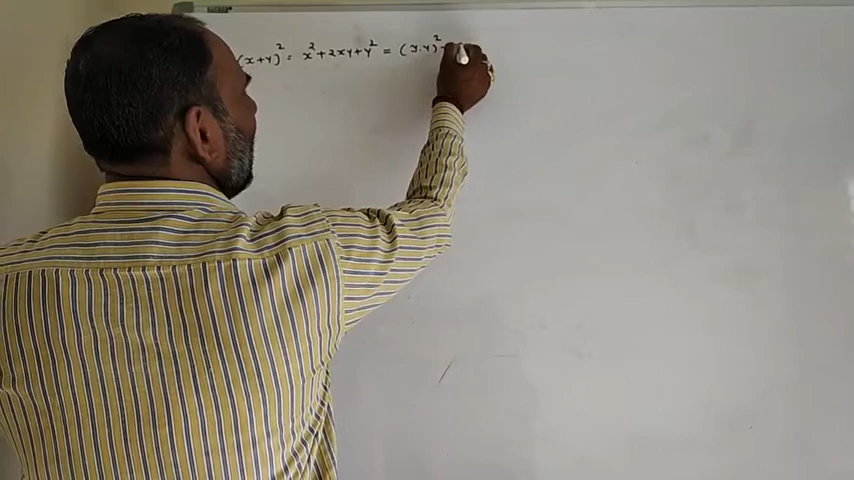 (x+y)² = x²+2xy+y² = (x-y)²